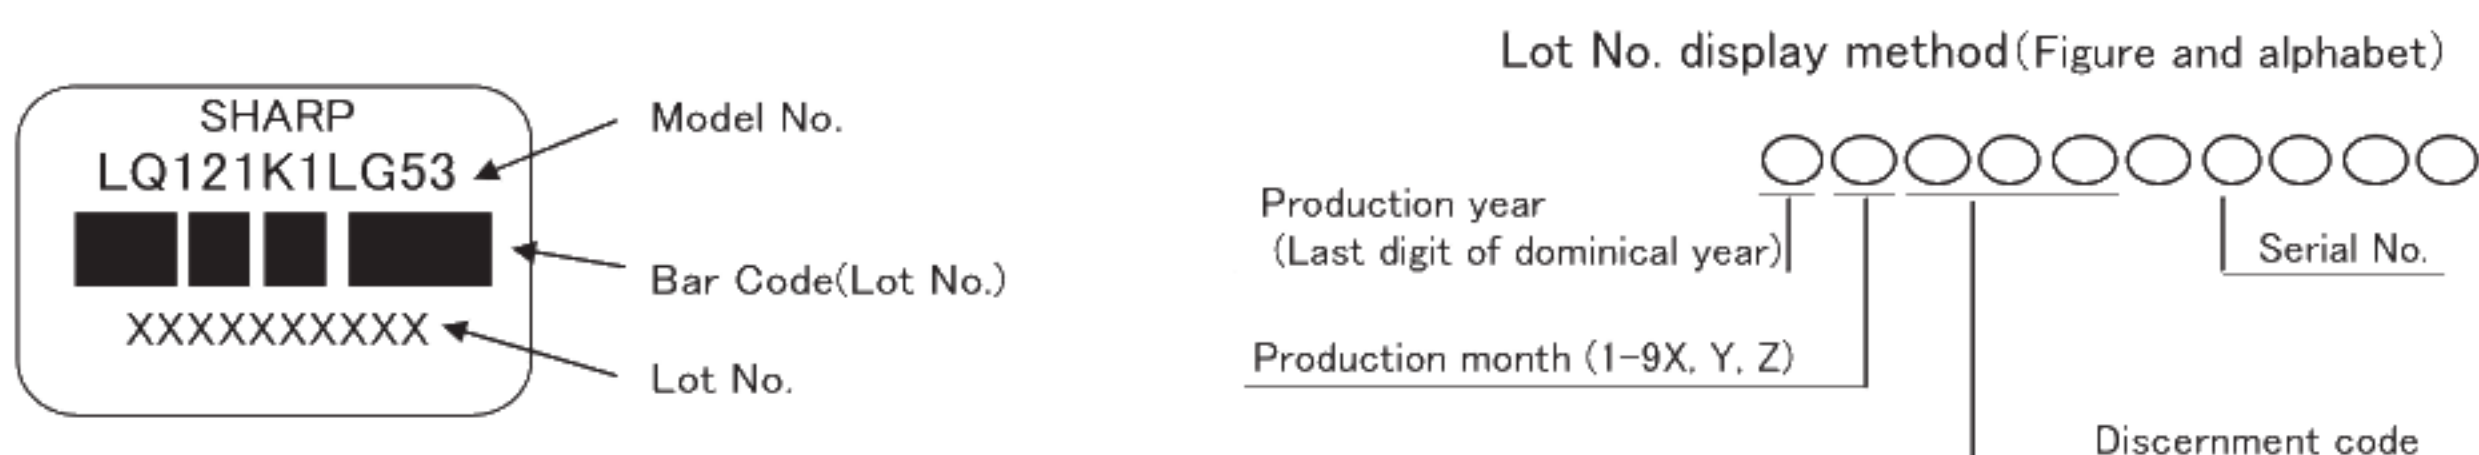 SHARP
LQ121K1LG53
XXXXXXXXXX
Model No.
Bar Code(Lot No.)
Lot No.
Lot No. display method(Figure and alphabet)
Production year
(Last digit of dominical year)
Serial No.
Production month (1-9X, Y, Z)
Discernment code